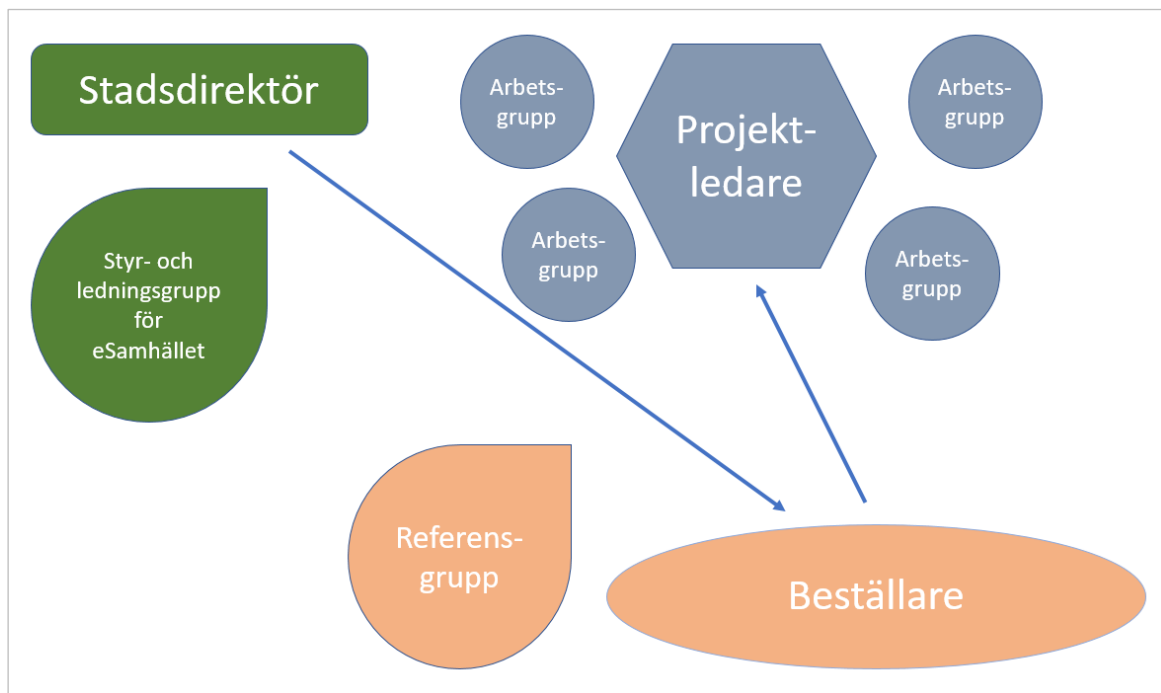 Stadsdirektör
Styr- och
ledningsgrupp
för
eSamhället
Arbets-
grupp
Arbets-
grupp
Projekt-
ledare
Arbets-
grupp
Arbets-
grupp
Referens-
grupp
Beställare